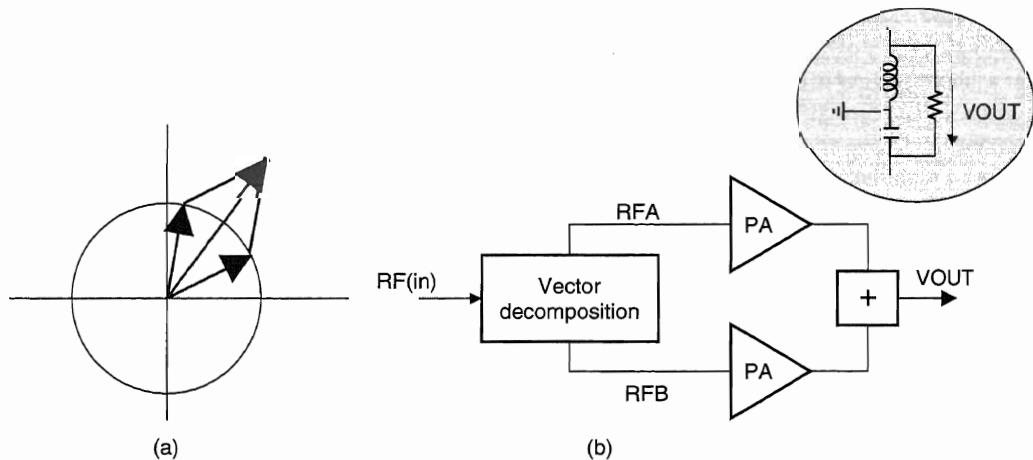 VOUT
RFA
PA
RF(in)
Vector
decomposition
+
VOUT
PA
RFB
(a)
(b)